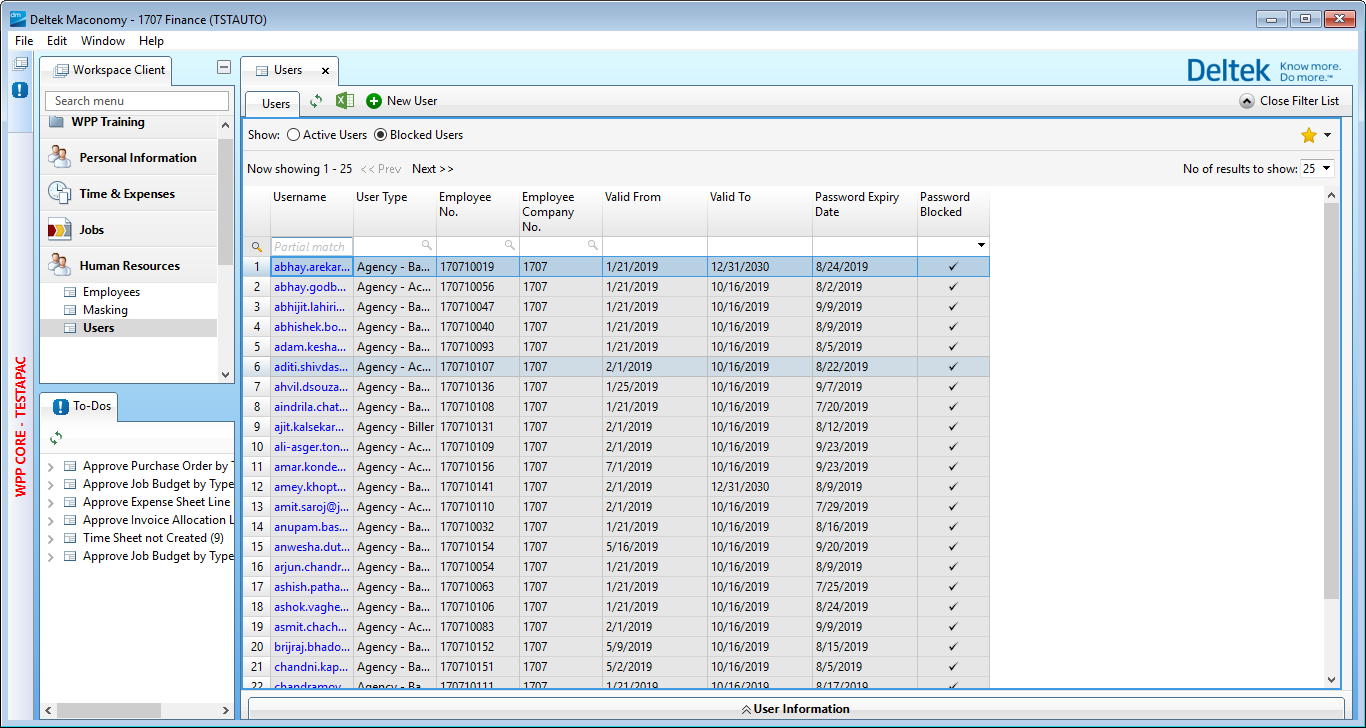 Deltek Maconomy - 1707 Finance (TSTAUTO)
File Edit Window Help
Workspace Client
Search menu
WPP Training
Personal Information
Time & Expenses
Jobs
Human Resources
Employees
Masking
Users
WPP CORE - TESTAPAC
To-Dos
Approve Purchase Order by
Approve Job Budget by Type
Approve Expense Sheet Line
Approve Invoice Allocation L
Time Sheet not Created (9)
Approve Job Budget by Type
Users
Deltek Know more. Do more.™
Users New User Close Filter List
Show: Active Users Blocked Users
Now showing 1 - 25 << Prev Next >> No of results to show: 25
Username User Type Employee No. Employee Company No. Valid From Valid To Password Expiry Date Password Blocked
Partial match
1 abhay.arekar... Agency - Ba... 170710019 1707 1/21/2019 12/31/2030 8/24/2019 ✓
2 abhay.godb... Agency - Ac... 170710056 1707 1/21/2019 10/16/2019 8/2/2019 ✓
3 abhijit.lahiri... Agency - Ba... 170710047 1707 1/21/2019 10/16/2019 9/9/2019 ✓
4 abhishek.bo... Agency - Ba... 170710040 1707 1/21/2019 10/16/2019 8/9/2019 ✓
5 adam.kesha... Agency - Ba... 170710093 1707 1/21/2019 10/16/2019 8/5/2019 ✓
6 aditi.shivdas... Agency - Ac... 170710107 1707 2/1/2019 10/16/2019 8/22/2019 ✓
7 ahvil.dsouza... Agency - Ba... 170710136 1707 1/25/2019 10/16/2019 9/7/2019 ✓
8 aindrila.chat... Agency - Ba... 170710108 1707 1/21/2019 10/16/2019 7/20/2019 ✓
9 ajit.kalsekar... Agency - Biller 170710131 1707 2/1/2019 10/16/2019 8/12/2019 ✓
10 ali-asger.ton... Agency - Ac... 170710109 1707 2/1/2019 10/16/2019 9/23/2019 ✓
11 amar.konde... Agency - Ac... 170710156 1707 7/1/2019 10/16/2019 9/23/2019 ✓
12 amey.khopt... Agency - Ba... 170710141 1707 2/1/2019 12/31/2030 8/9/2019 ✓
13 amit.saroj@j... Agency - Ac... 170710110 1707 2/1/2019 10/16/2019 7/29/2019 ✓
14 anupam.bas... Agency - Ba... 170710032 1707 1/21/2019 10/16/2019 8/16/2019 ✓
15 anwesha.dut... Agency - Ba... 170710154 1707 5/16/2019 10/16/2019 9/20/2019 ✓
16 arjun.chandr... Agency - Ba... 170710054 1707 1/21/2019 10/16/2019 8/9/2019 ✓
17 ashish.patha... Agency - Ba... 170710063 1707 1/21/2019 10/16/2019 7/25/2019 ✓
18 ashok.vaghe... Agency - Ba... 170710106 1707 1/21/2019 10/16/2019 8/24/2019 ✓
19 asmit.chach... Agency - Ac... 170710083 1707 2/1/2019 10/16/2019 9/9/2019 ✓
20 brijraj.bhado... Agency - Ba... 170710152 1707 5/9/2019 10/16/2019 8/15/2019 ✓
21 chandni.kap... Agency - Ba... 170710151 1707 5/2/2019 10/16/2019 8/5/2019 ✓
22 chandramov... Agency - Ba... 170710111 1707 1/21/2019 10/16/2019 8/17/2019 ✓
User Information